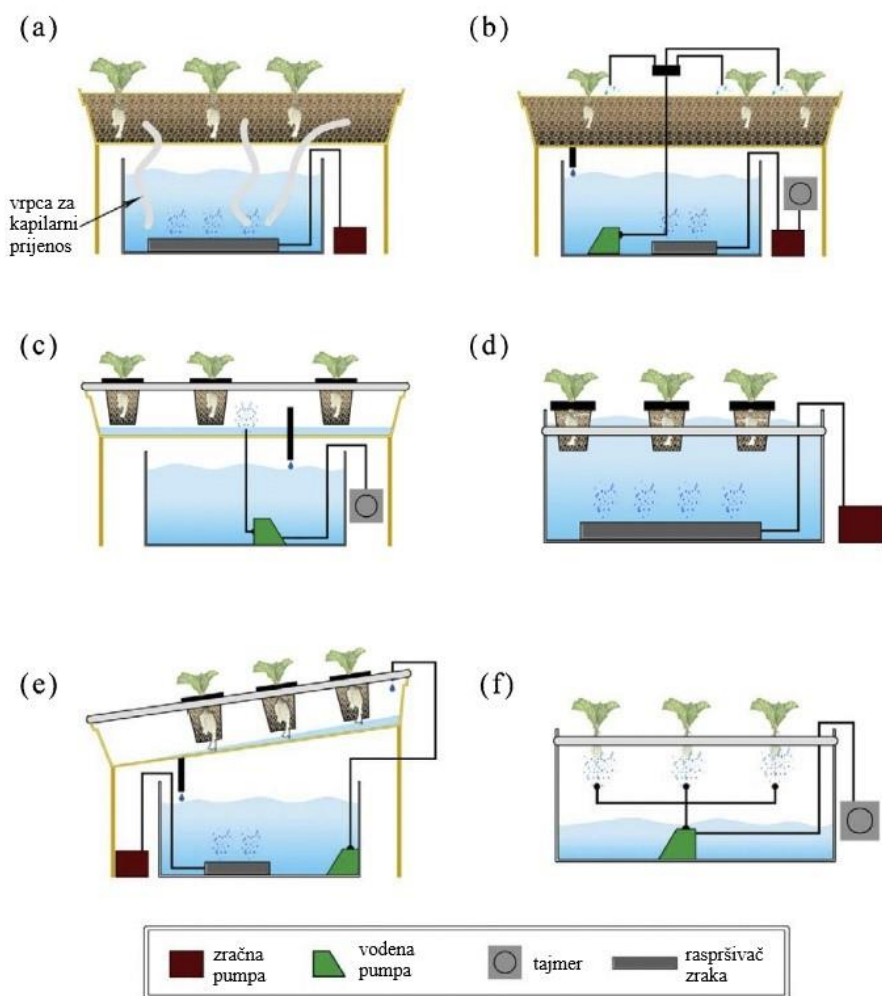 (a)
(b)
vrpca za
kapilarni
prijenos
(c)
(d)
(e)
(f)
zračna
pumpa
vodena
pumpa
tajmer
raspršivač
zraka